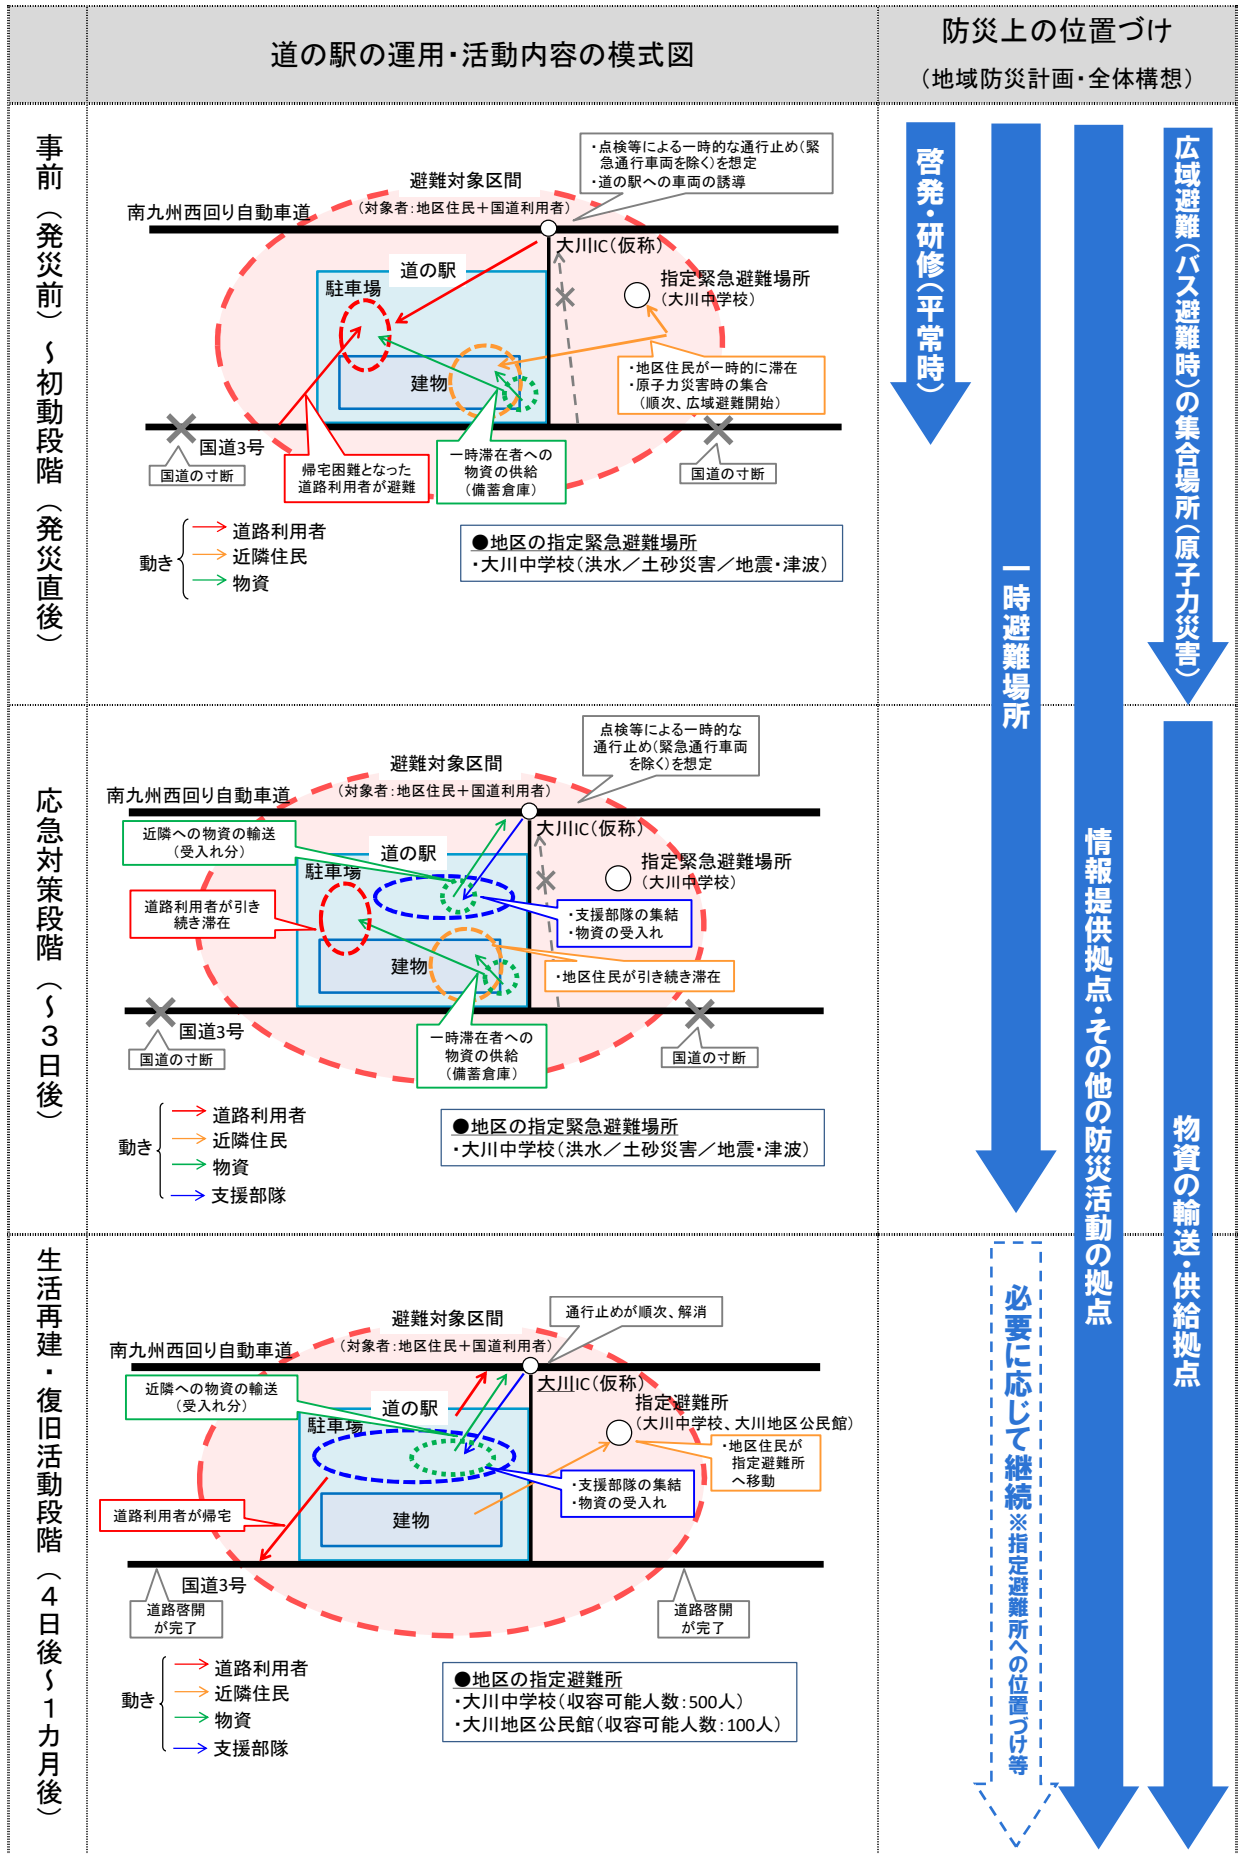 道の駅の運用・活動内容の模式図
防災上の位置づけ
（地域防災計画・全体構想）
事前（発災前）～初動段階（発災直後）
・点検等による一時的な通行止め（緊
急通行車両を除く）を想定
・道の駅への車両の誘導
避難対象区間
（対象者：地区住民＋国道利用者）
南九州西回り自動車道
大川IC（仮称）
道の駅
駐車場
指定緊急避難場所
（大川中学校）
建物
・地区住民が一時的に滞在
・原子力災害時の集合
（順次、広域避難開始）
国道3号
国道の寸断
帰宅困難となった
道路利用者が避難
一時滞在者への
物資の供給
（備蓄倉庫）
国道の寸断
動き
道路利用者
近隣住民
物資
●地区の指定緊急避難場所
・大川中学校（洪水／土砂災害／地震・津波）
啓発・研修（平常時）
一時避難場所
情報提供拠点・その他の防災活動の拠点
広域避難（バス避難時）の集合場所（原子力災害）
応急対策段階（～3日後）
点検等による一時的な
通行止め（緊急通行車両
を除く）を想定
避難対象区間
（対象者：地区住民＋国道利用者）
南九州西回り自動車道
大川IC（仮称）
近隣への物資の輸送
（受入れ分）
道の駅
駐車場
指定緊急避難場所
（大川中学校）
道路利用者が引き
続き滞在
・支援部隊の集結
・物資の受入れ
建物
・地区住民が引き続き滞在
国道3号
国道の寸断
一時滞在者への
物資の供給
（備蓄倉庫）
国道の寸断
動き
道路利用者
近隣住民
物資
支援部隊
●地区の指定緊急避難場所
・大川中学校（洪水／土砂災害／地震・津波）
物資の輸送・供給拠点
生活再建・復旧活動段階（4日後～1カ月後）
通行止めが順次、解消
避難対象区間
（対象者：地区住民＋国道利用者）
南九州西回り自動車道
大川IC（仮称）
近隣への物資の輸送
（受入れ分）
道の駅
駐車場
指定避難所
（大川中学校、大川地区公民館）
・地区住民が
指定避難所
へ移動
・支援部隊の集結
・物資の受入れ
道路利用者が帰宅
建物
国道3号
道路啓開
が完了
道路啓開
が完了
動き
道路利用者
近隣住民
物資
支援部隊
●地区の指定避難所
・大川中学校（収容可能人数：500人）
・大川地区公民館（収容可能人数：100人）
必要に応じて継続※指定避難所への位置づけ等